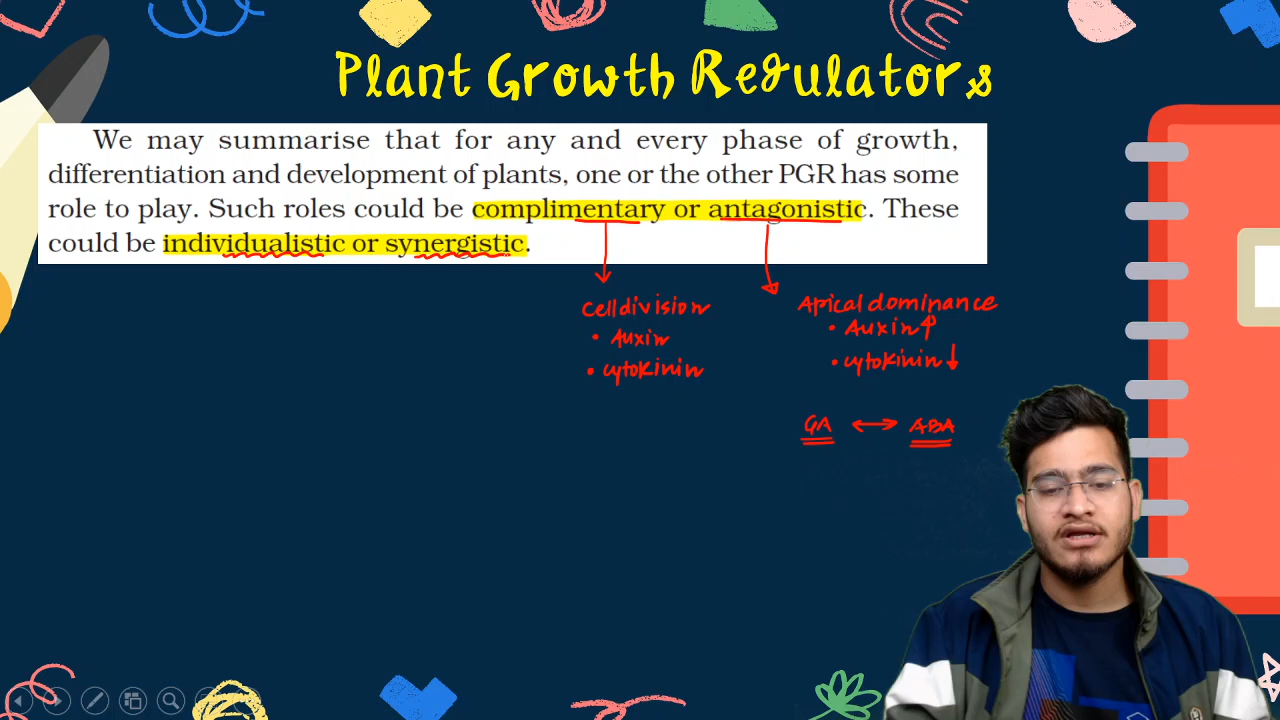 Plant Growth Regulators
We may summarise that for any and every phase of growth,
differentiation and development of plants, one or the other PGR has some
role to play. Such roles could be complimentary or antagonistic. These
could be individualistic or synergistic.
Cell division
• Auxin
• Cytokinin
Apical dominance
• Auxin ↑
• Cytokinin ↓
GA ↔ ABA